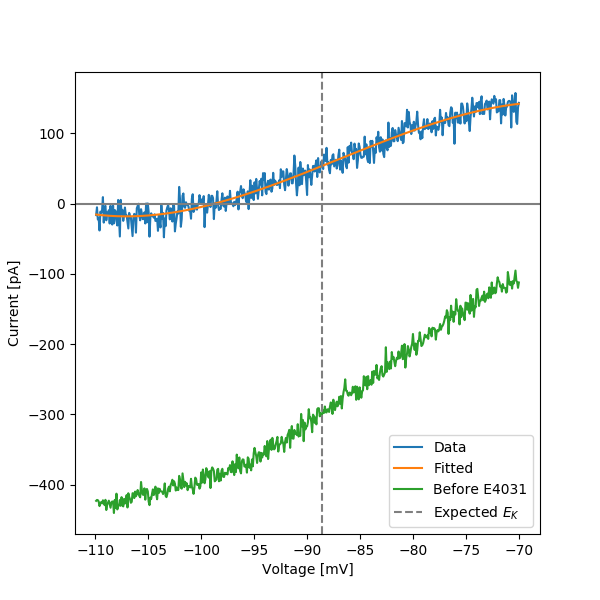 100
0
−100
−200
−300
−400
Current [pA]
−110
−105
−100
−95
−90
−85
−80
−75
−70
Voltage [mV]
Data
Fitted
Before E4031
Expected E_K